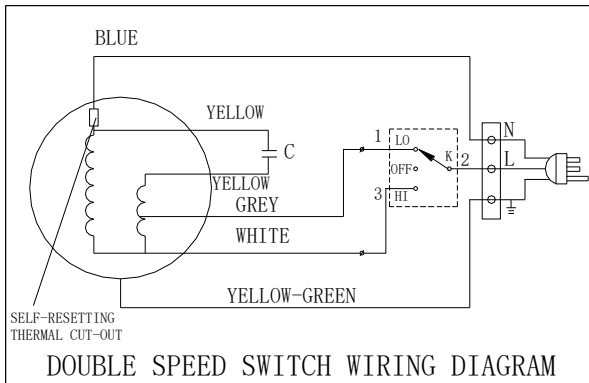 BLUE
YELLOW
C
YELLOW
GREY
WHITE
YELLOW-GREEN
1
LO
OFF
K
2
3
HI
N
L
SELF-RESETTING
THERMAL CUT-OUT
DOUBLE SPEED SWITCH WIRING DIAGRAM